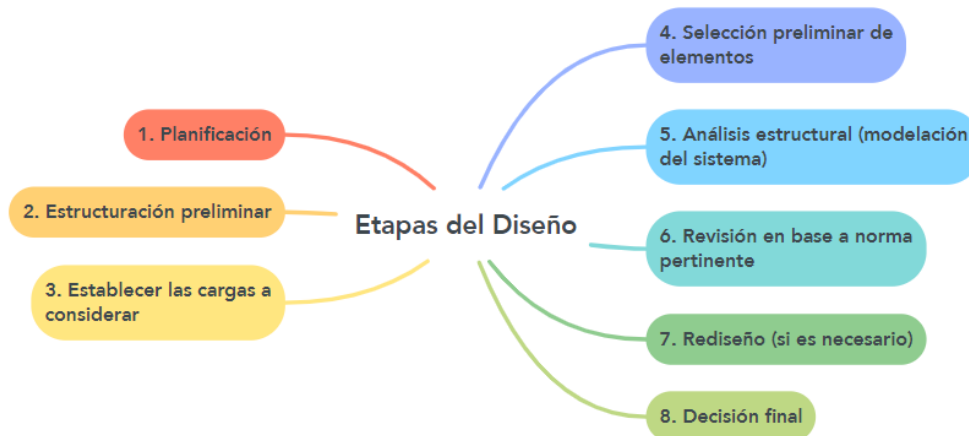 Etapas del Diseño
1. Planificación
2. Estructuración preliminar
3. Establecer las cargas a
considerar
4. Selección preliminar de
elementos
5. Análisis estructural (modelación
del sistema)
6. Revisión en base a norma
pertinente
7. Rediseño (si es necesario)
8. Decisión final